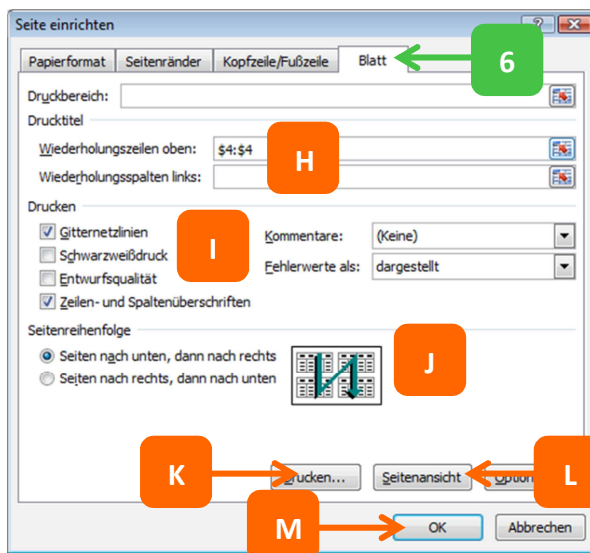 Seite einrichten
Papierformat Seitenränder Kopfzeile/Fußzeile Blatt 6
Druckbereich:
Drucktitel
Wiederholungszeilen oben: $4:$4 H
Wiederholungsspalten links:
Drucken
Gitternetzlinien I Kommentare: (Keine)
Schwarzweißdruck
Fehlerwerte als: dargestellt
Entwurfsqualität
Zeilen- und Spaltenüberschriften
Seitenreihenfolge
Seiten nach unten, dann nach rechts J
Seiten nach rechts, dann nach unten
K Drucken... Seitenansicht L
M OK Abbrechen